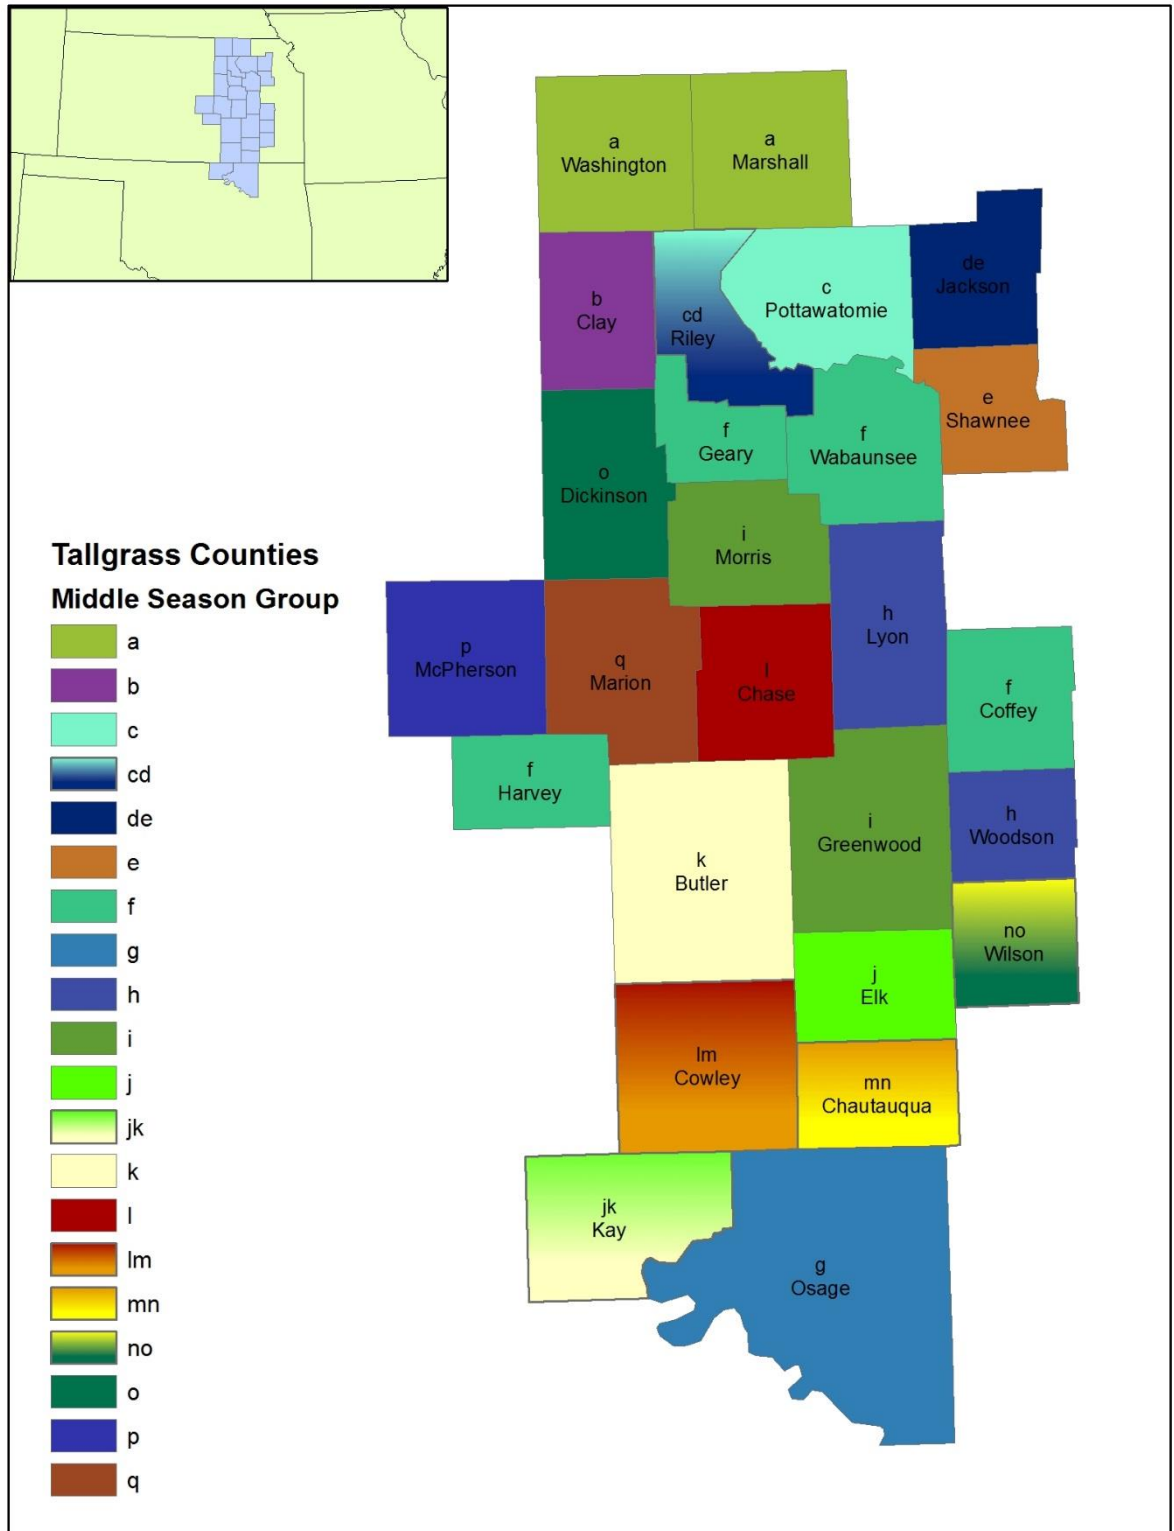 a
Washington
a
Marshall
b
Clay
cd
Riley
c
Pottawatomie
de
Jackson
e
Shawnee
f
Geary
f
Wabaunsee
o
Dickinson
i
Morris
h
Lyon
p
McPherson
q
Marion
l
Chase
f
Coffey
f
Harvey
k
Butler
i
Greenwood
h
Woodson
no
Wilson
j
Elk
lm
Cowley
mn
Chautauqua
jk
Kay
g
Osage
Tallgrass Counties
Middle Season Group
a
b
c
cd
de
e
f
g
h
i
j
jk
k
l
lm
mn
no
o
p
q